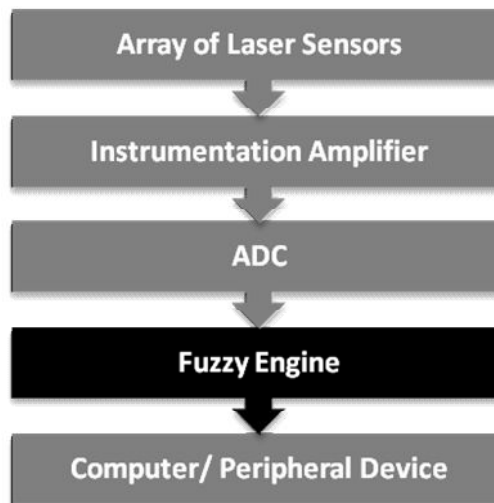 Array of Laser Sensors
Instrumentation Amplifier
ADC
Fuzzy Engine
Computer/ Peripheral Device